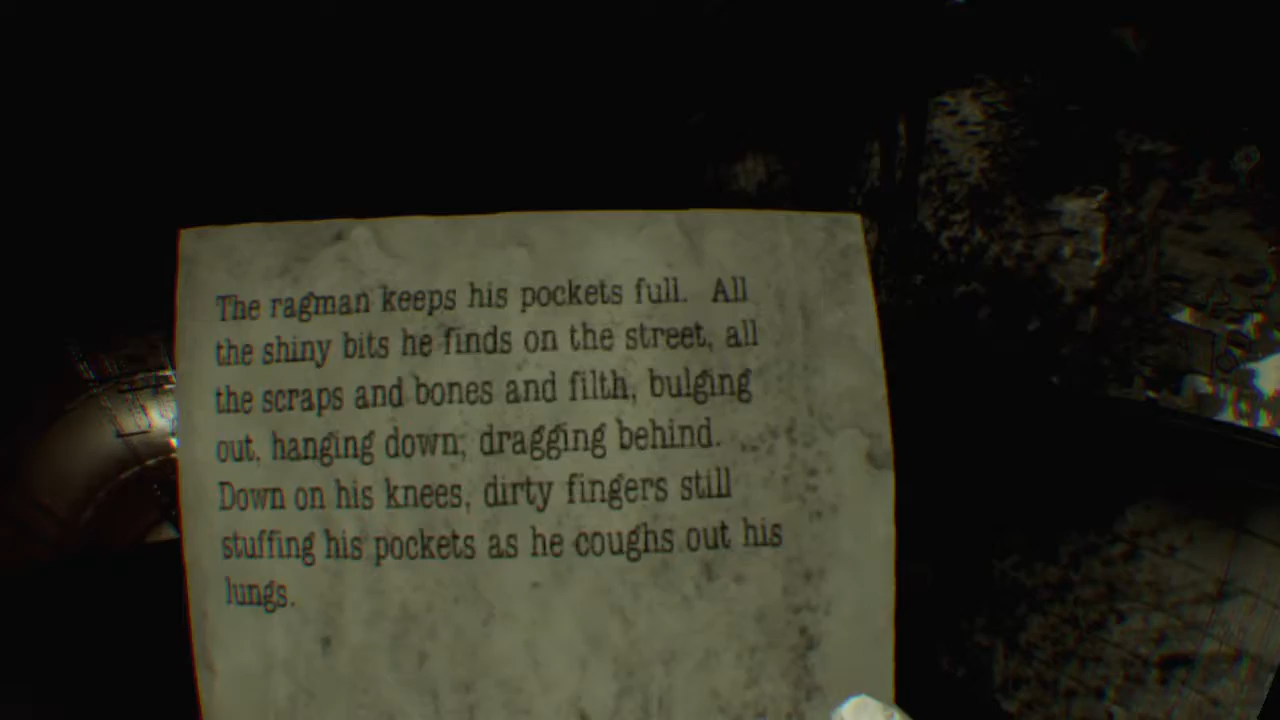 The ragman keeps his pockets full.  All
the shiny bits he finds on the street, all
the scraps and bones and filth, bulging
out, hanging down, dragging behind.
Down on his knees, dirty fingers still
stuffing his pockets as he coughs out his
lungs.